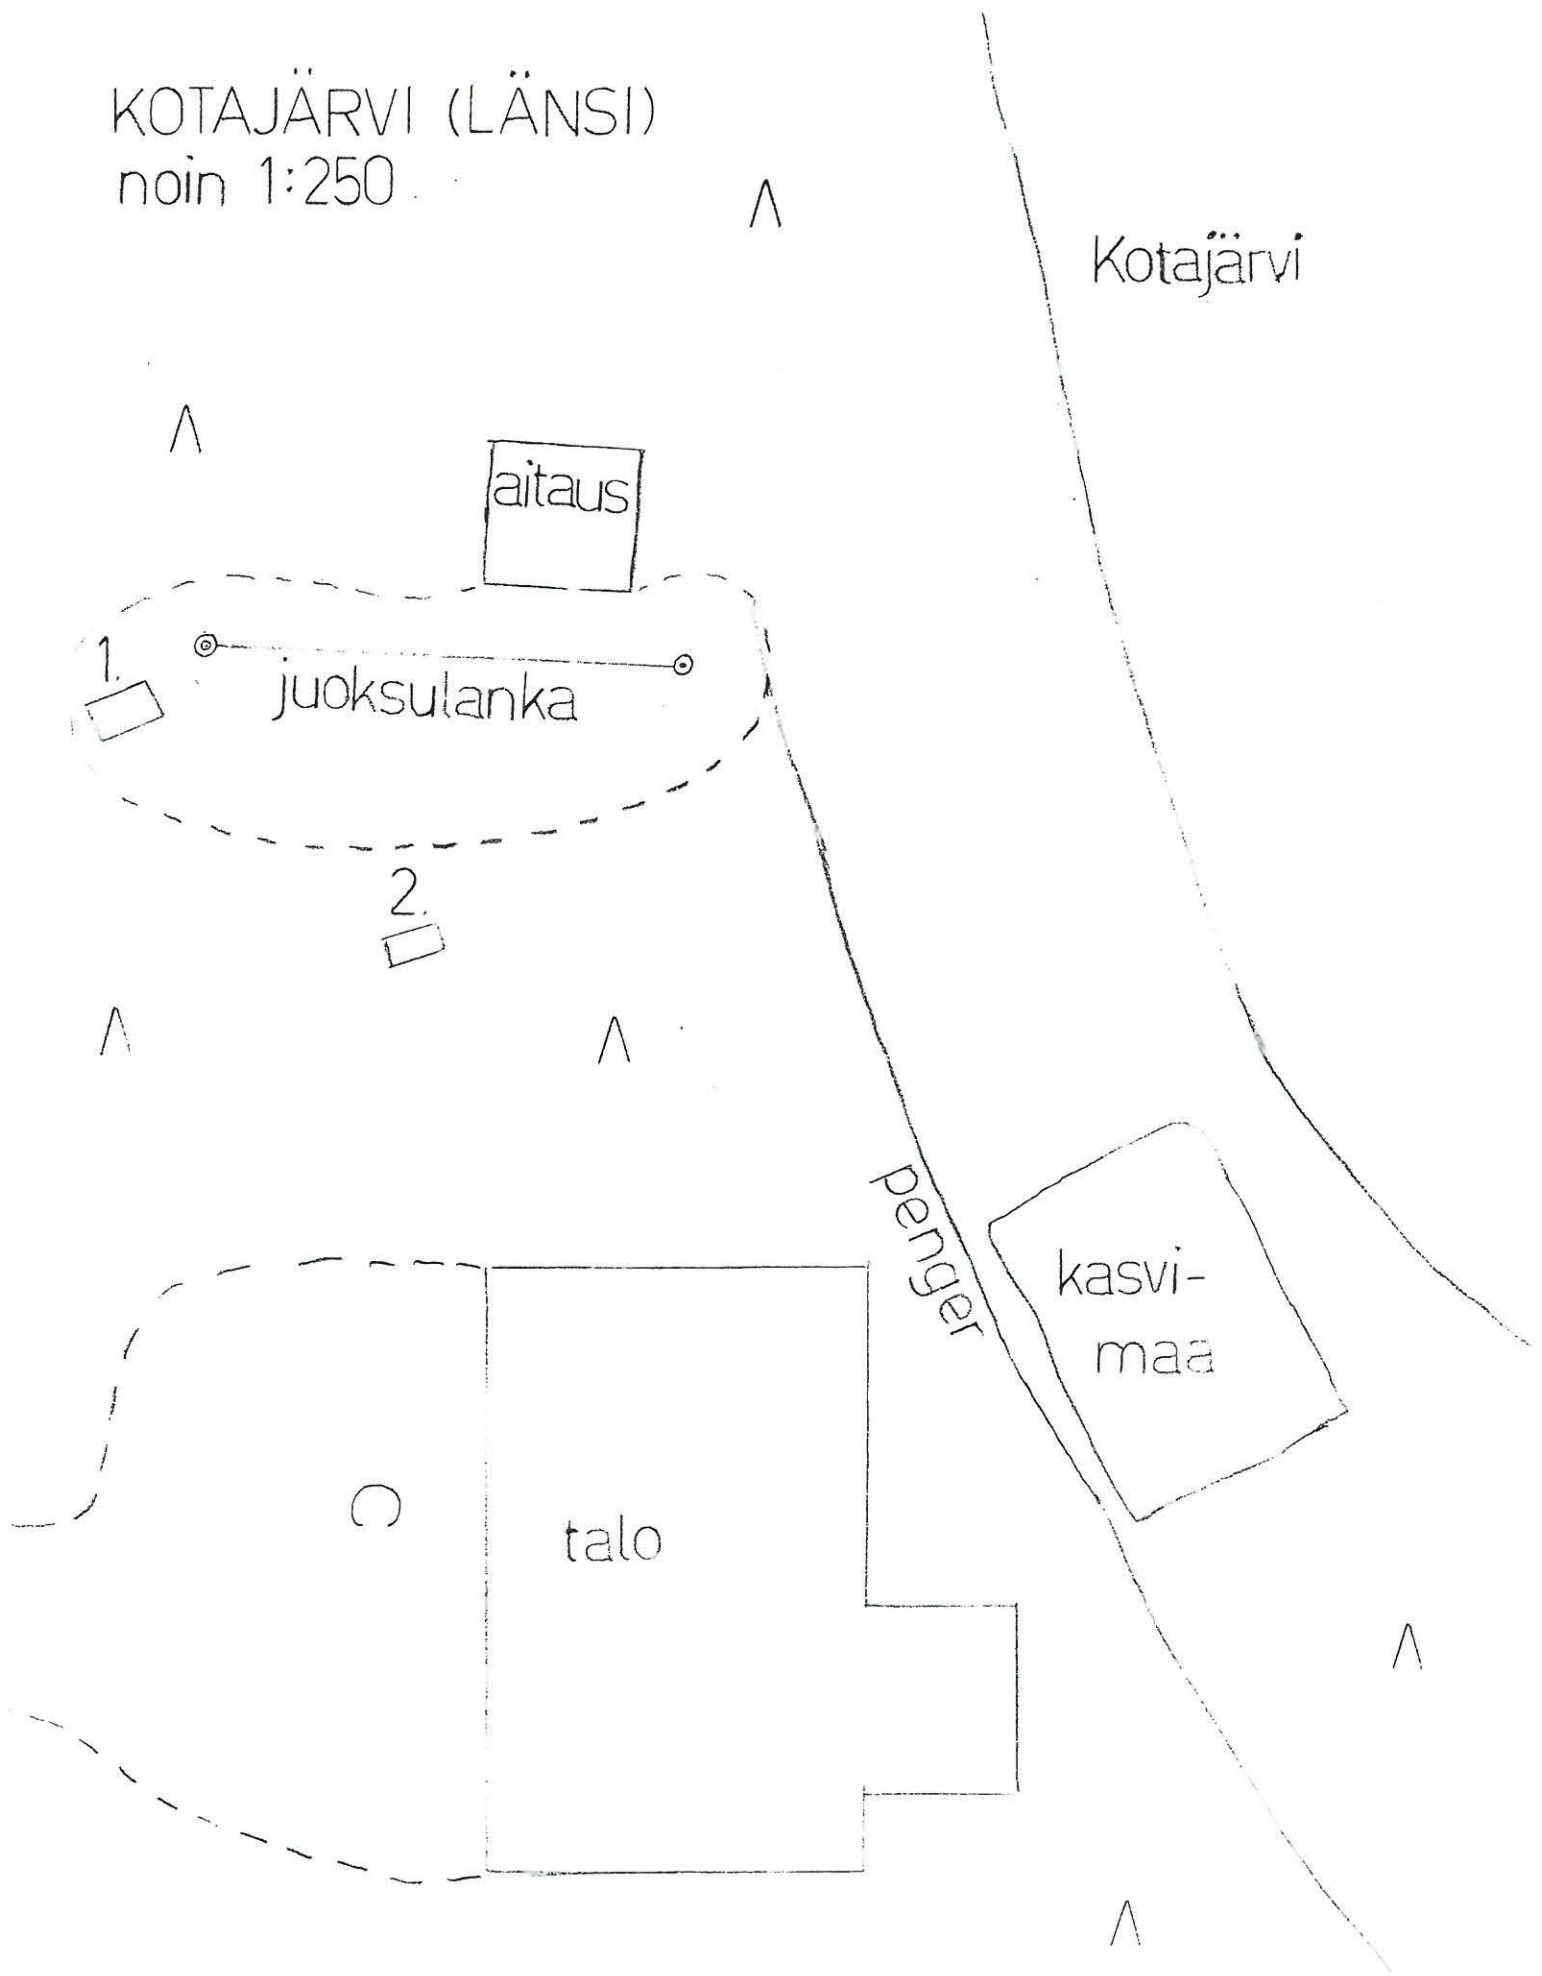 KOTAJÄRVI (LÄNSI)
noin 1:250
Kotajärvi
aitaus
1.
juoksulanka
2.
penger
kasvi-
maa
talo